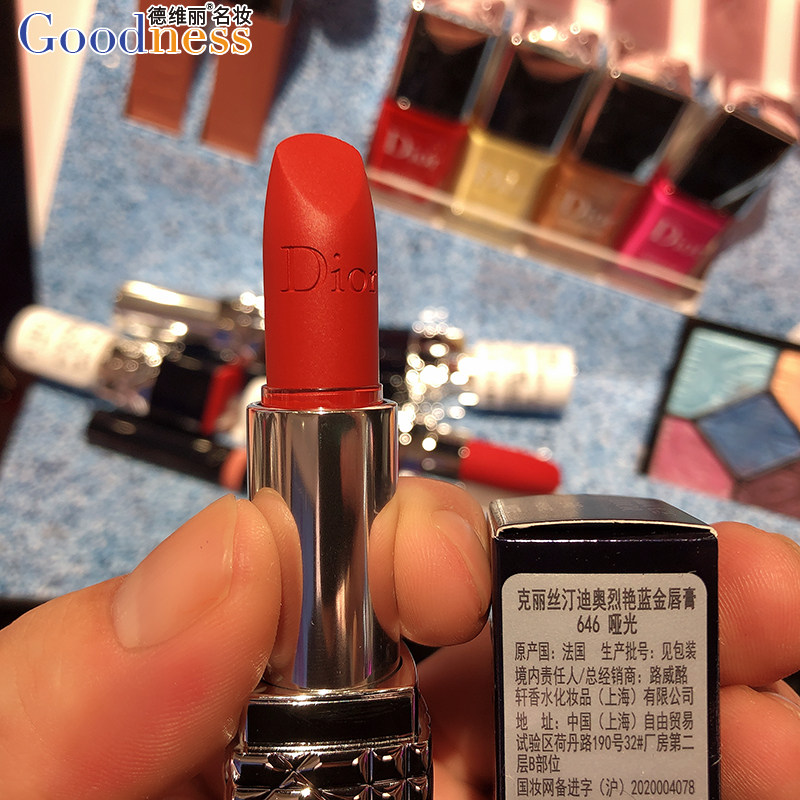 德维丽®名妆
Goodness
Dior
Dior
Dior
Dior
Dior
克丽丝汀迪奥烈艳蓝金唇膏
646 哑光
原产国：法国 生产批号：见包装
境内责任人/总经销商：路威酩
轩香水化妆品（上海）有限公司
地 址：中国（上海）自由贸易
试验区荷丹路190号32#厂房第二
层B部位
国妆网备进字（沪）2020004078